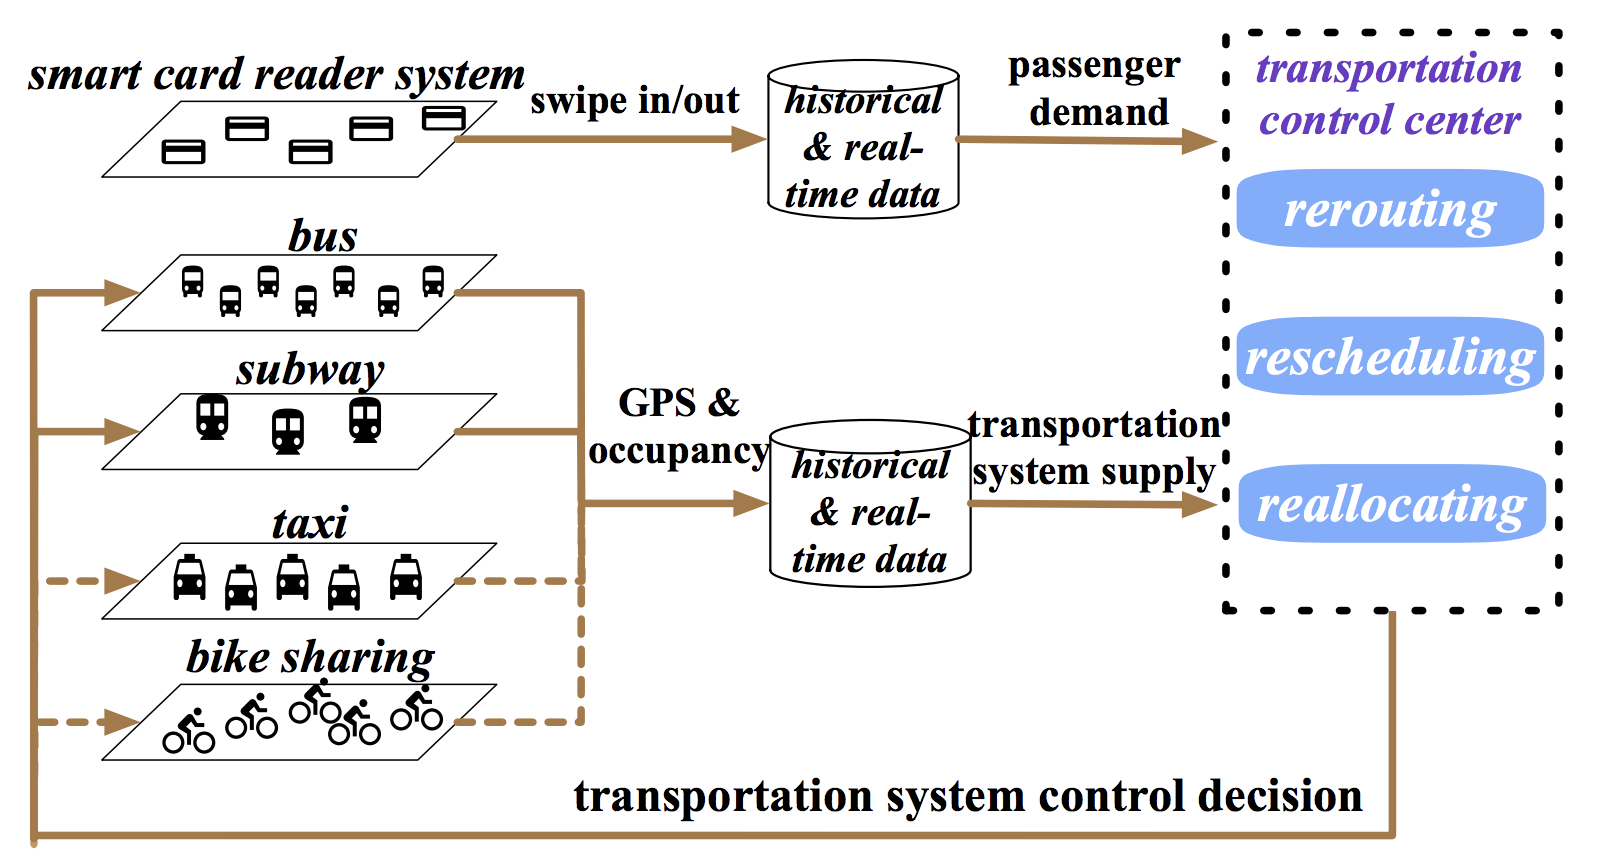 smart card reader system
swipe in/out
historical
& real-
time data
passenger
demand
transportation
control center
rerouting
rescheduling
reallocating
bus
subway
taxi
bike sharing
GPS &
occupancy
historical
& real-
time data
transportation
system supply
transportation system control decision